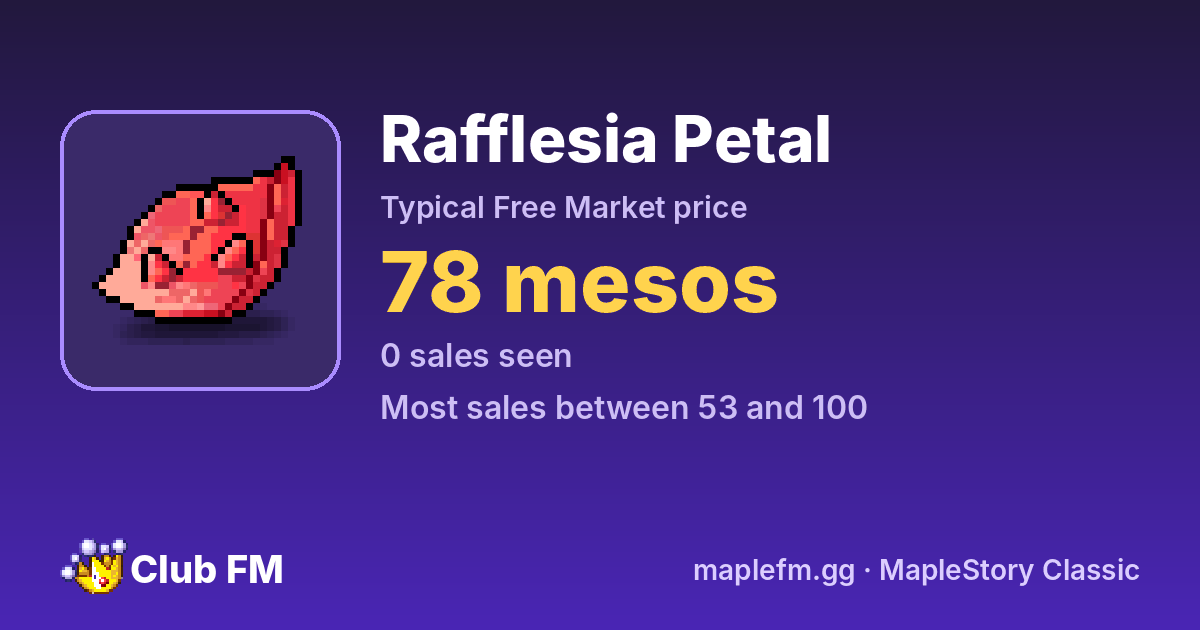 Rafflesia Petal
Typical Free Market price
78 mesos
0 sales seen
Most sales between 53 and 100
Club FM
maplefm.gg · MapleStory Classic